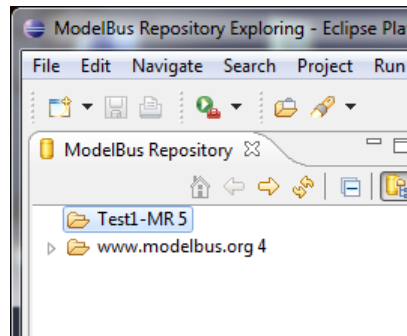 ModelBus Repository Exploring - Eclipse Pla
File Edit Navigate Search Project Run
ModelBus Repository
Test1-MR 5
www.modelbus.org 4